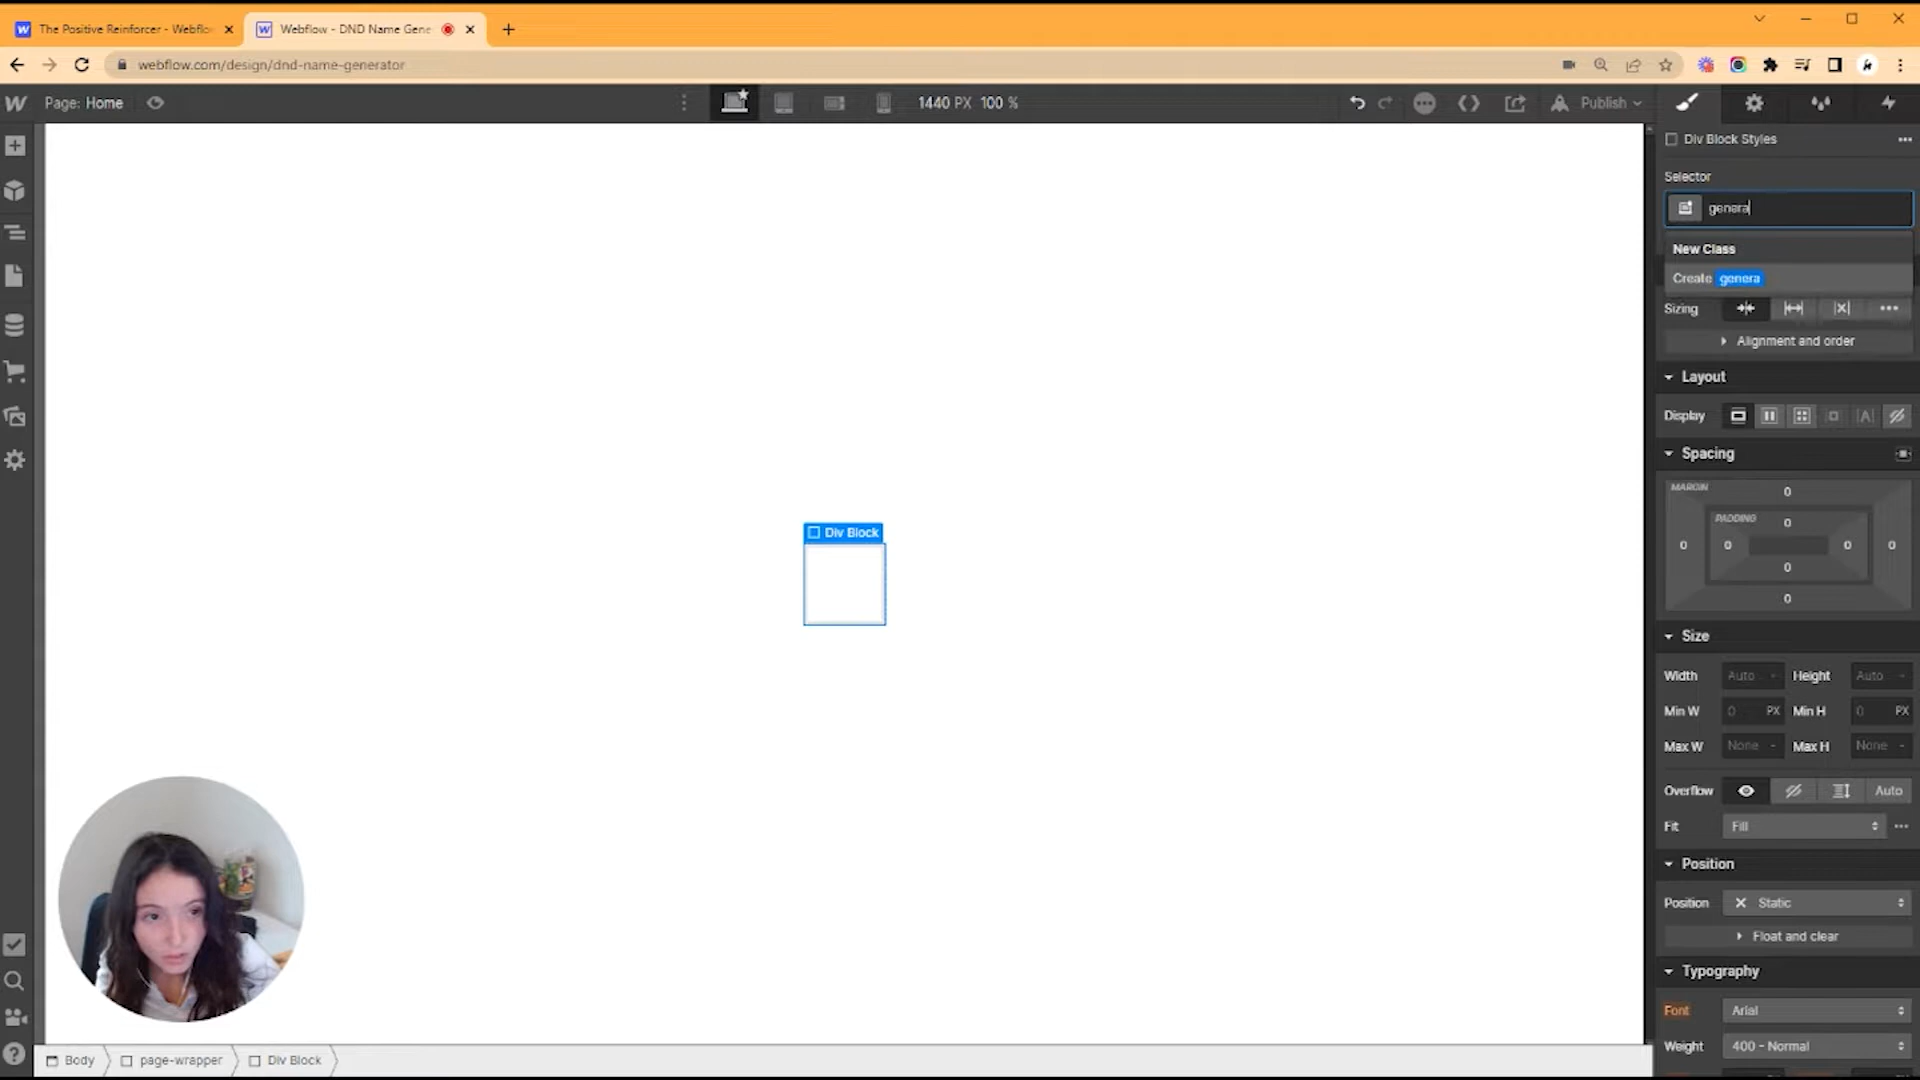 The Positive Reinforcer - Webflo
Webflow - DND Name Gene
webflow.com/design/dnd-name-generator
Page: Home
1440 PX 100 %
Publish
Div Block Styles
Selector
genera
New Class
Create genera
Sizing
Alignment and order
Layout
Display
Spacing
MARGIN
0
PADDING
0
0
0
0
0
0
0
Size
Width Auto - Height Auto -
Min W 0 PX Min H 0 PX
Max W None - Max H None -
Overflow Auto
Fit Fill
Position
Position Static
Float and clear
Typography
Font Arial
Weight 400 - Normal
Div Block
Body page-wrapper Div Block